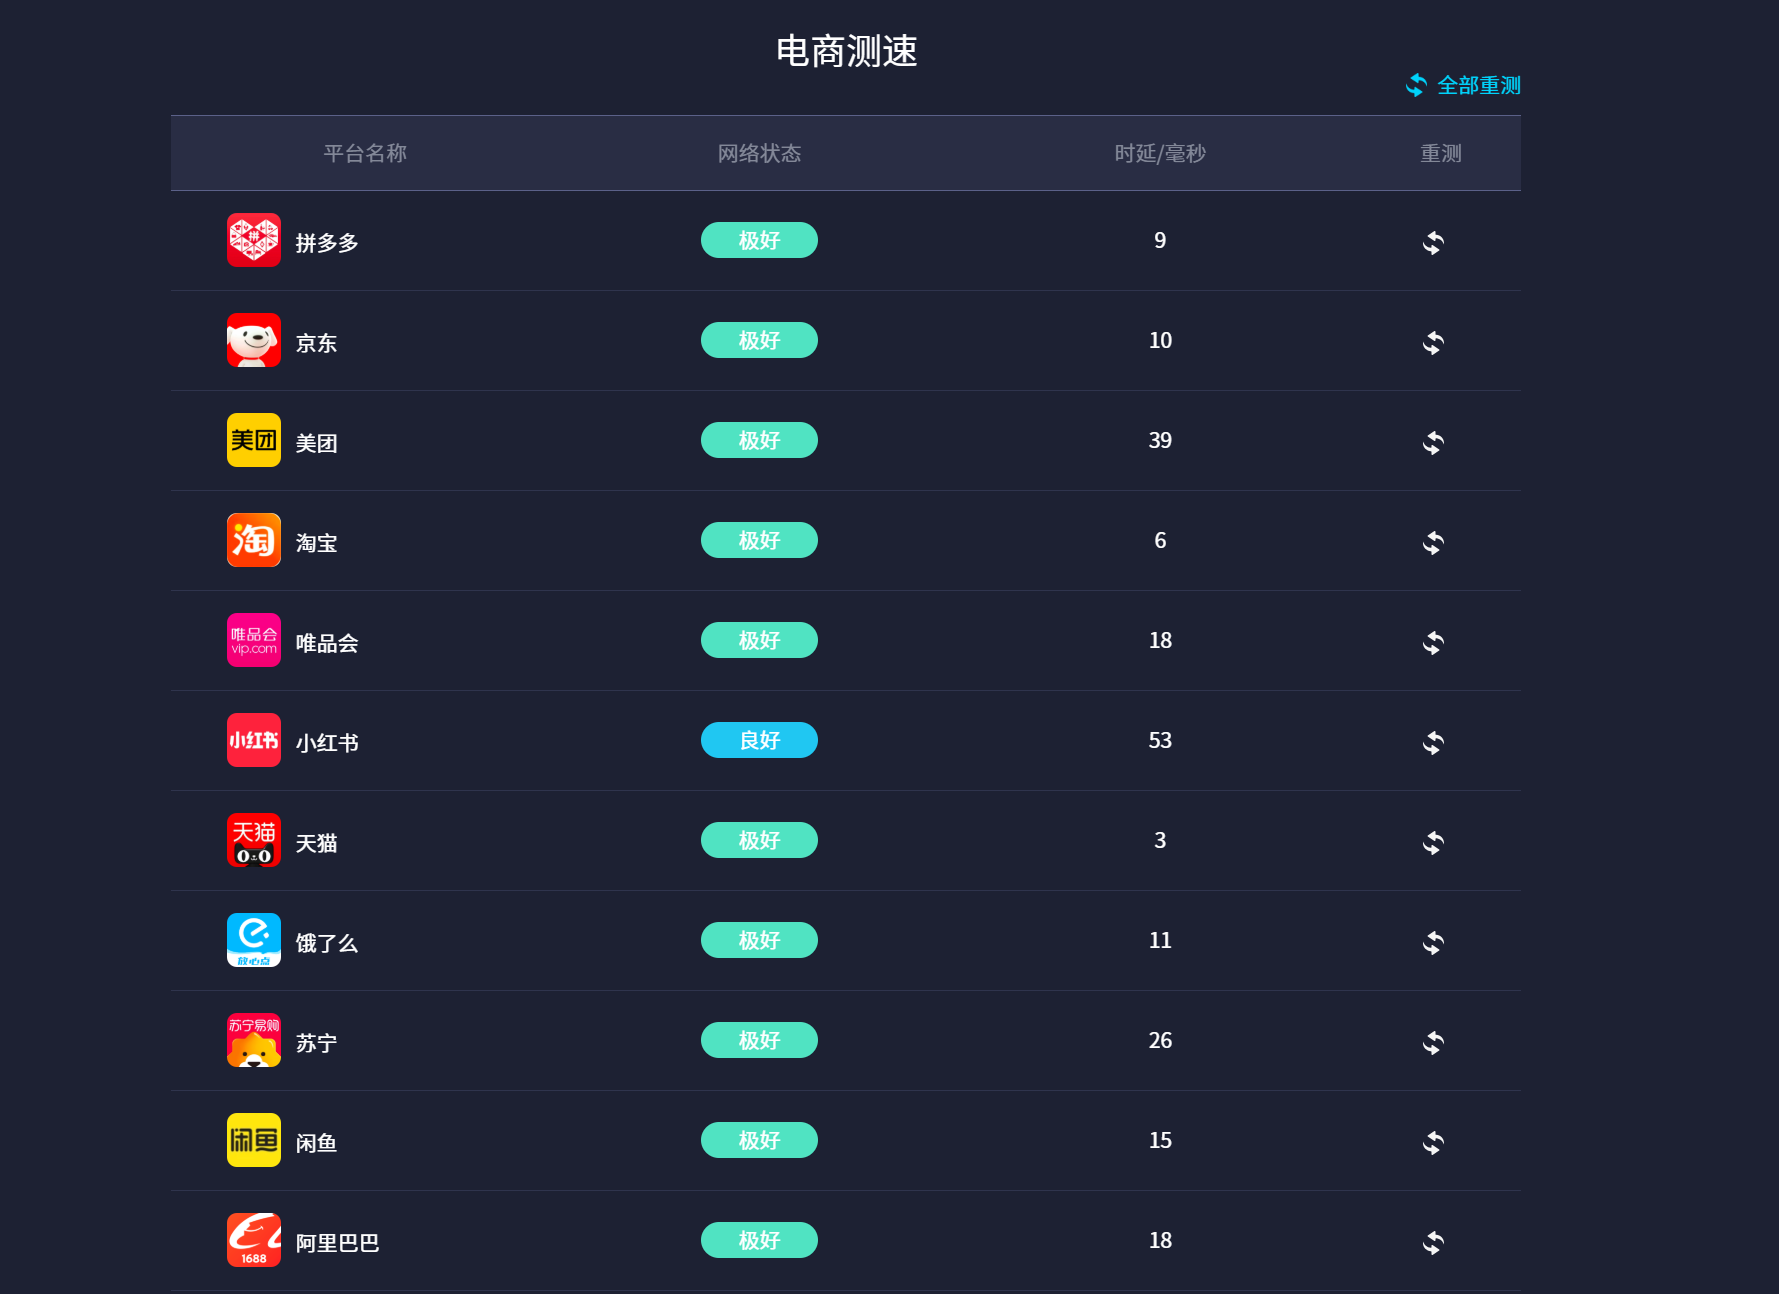 电商测速
全部重测
平台名称 网络状态 时延/毫秒 重测
拼
拼多多 极好 9
京东 极好 10
美团
美团 极好 39
淘
淘宝 极好 6
唯品会
vip.com
唯品会 极好 18
小红书
小红书 良好 53
天猫
天猫 极好 3
放心点
饿了么 极好 11
苏宁易购
苏宁 极好 26
闲鱼
闲鱼 极好 15
1688
阿里巴巴 极好 18